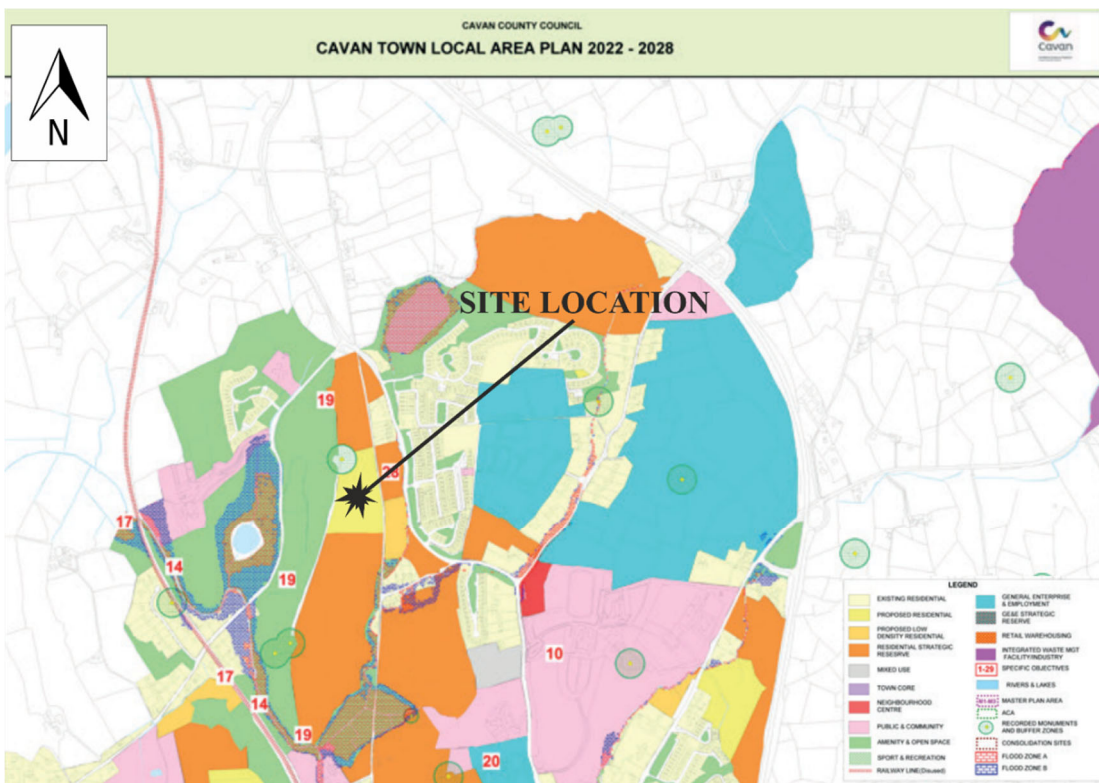 CAVAN COUNTY COUNCIL
CAVAN TOWN LOCAL AREA PLAN 2022 - 2028
Cavan
N
SITE LOCATION
19
28
17
14
19
10
17
14
19
20
LEGEND
EXISTING RESIDENTIAL
PROPOSED RESIDENTIAL
PROPOSED LOW
DENSITY RESIDENTIAL
RESIDENTIAL STRATEGIC
RESERVE
MIXED USE
TOWN CORE
NEIGHBOURHOOD
CENTRE
PUBLIC & COMMUNITY
AMENITY & OPEN SPACE
SPORT & RECREATION
RAILWAY LINE(Disused)
GENERAL ENTERPRISE
& EMPLOYMENT
GE&E STRATEGIC
RESERVE
RETAIL WAREHOUSING
INTEGRATED WASTE MGT
FACILITY/INDUSTRY
1-29 SPECIFIC OBJECTIVES
RIVERS & LAKES
MASTER PLAN AREA
ACA
RECORDED MONUMENTS
AND BUFFER ZONES
CONSOLIDATION SITES
FLOOD ZONE A
FLOOD ZONE B